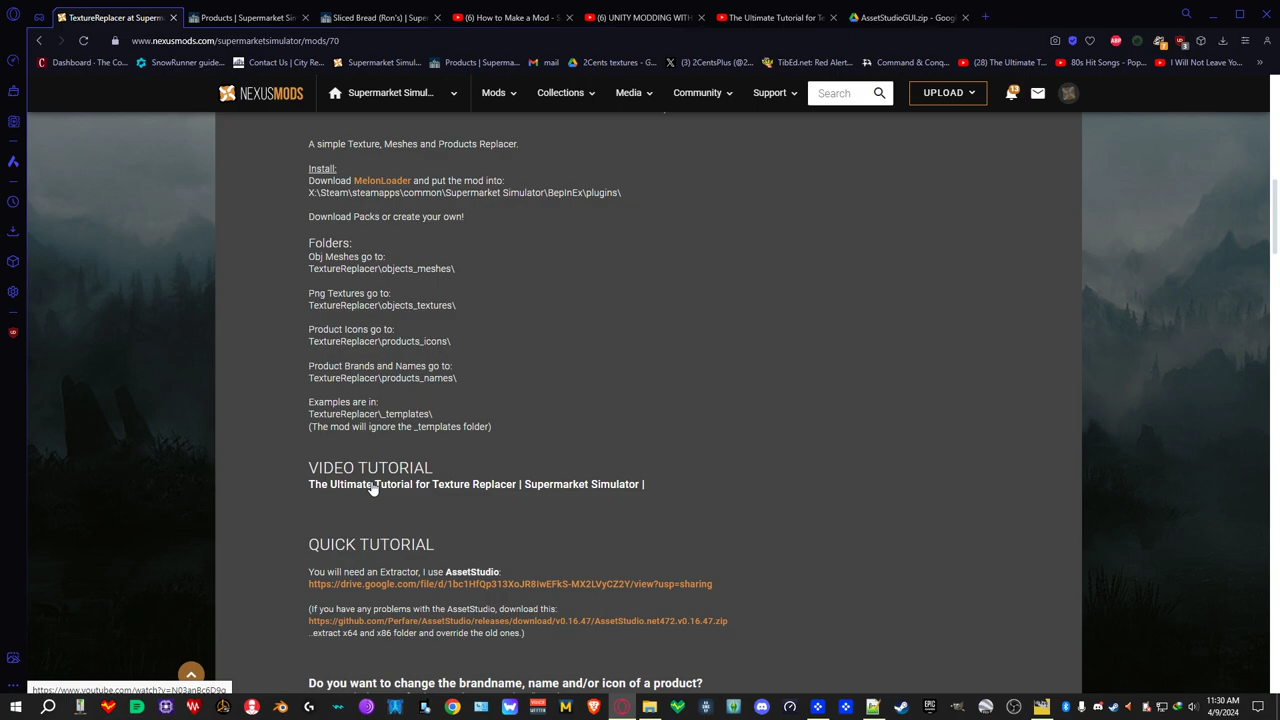 TextureReplacer at Superm
Products | Supermarket Sim
Sliced Bread (Ron's) | Supe
(6) How to Make a Mod - S
(6) UNITY MODDING WITH
The Ultimate Tutorial for Te
AssetStudioGUI.zip - Goog
www.nexusmods.com/supermarketsimulator/mods/70
Dashboard · The Co...
SnowRunner guide...
Contact Us | City Re...
Supermarket Simul...
Products | Superma...
mail
2Cents textures - G...
(3) 2CentsPlus (@2...
TibEd.net: Red Alert...
Command & Conq...
(28) The Ultimate T...
80s Hit Songs - Pop...
I Will Not Leave Yo...
NEXUSMODS
Supermarket Simul...
Mods
Collections
Media
Community
Support
Search
UPLOAD
13
A simple Texture, Meshes and Products Replacer.
Install:
Download MelonLoader and put the mod into:
X:\Steam\steamapps\common\Supermarket Simulator\BepInEx\plugins\
Download Packs or create your own!
Folders:
Obj Meshes go to:
TextureReplacer\objects_meshes\
Png Textures go to:
TextureReplacer\objects_textures\
Product Icons go to:
TextureReplacer\products_icons\
Product Brands and Names go to:
TextureReplacer\products_names\
Examples are in:
TextureReplacer\_templates\
(The mod will ignore the _templates folder)
VIDEO TUTORIAL
The Ultimate Tutorial for Texture Replacer | Supermarket Simulator |
QUICK TUTORIAL
You will need an Extractor, I use AssetStudio:
https://drive.google.com/file/d/1bc1HfQp313XoJR8IwEFkS-MX2LVyCZ2Y/view?usp=sharing
(If you have any problems with the AssetStudio, download this:
https://github.com/Perfare/AssetStudio/releases/download/v0.16.47/AssetStudio.net472.v0.16.47.zip
..extract x64 and x86 folder and override the old ones.)
Do you want to change the brandname, name and/or icon of a product?
https://www.youtube.com/watch?v=N03anBc6D9g
11:30 AM
4/9/2024